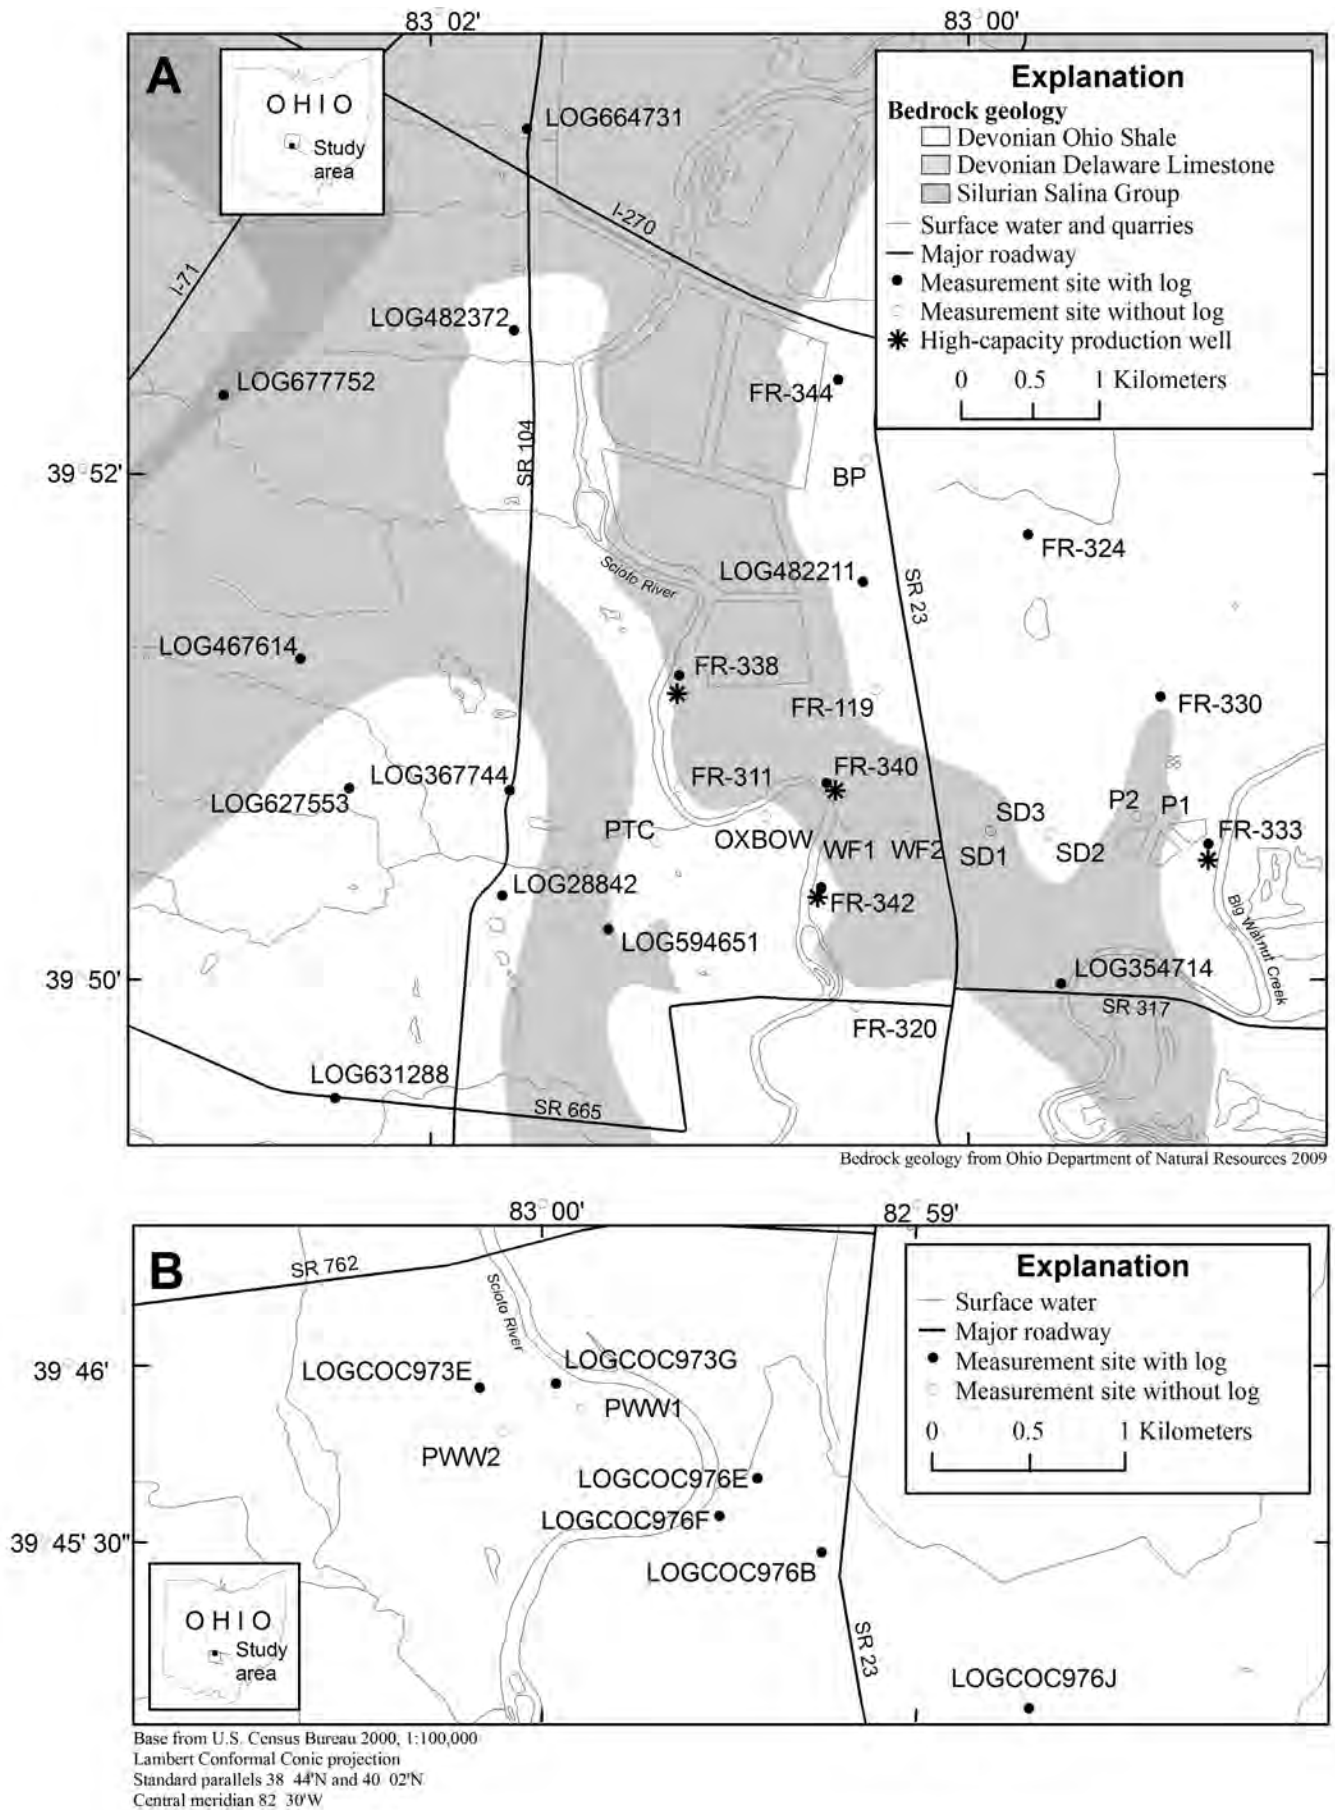 83 02'
83 00'
A
OHIO
Study
area
LOG664731
I-270
I-71
Explanation
Bedrock geology
Devonian Ohio Shale
Devonian Delaware Limestone
Silurian Salina Group
Surface water and quarries
Major roadway
Measurement site with log
Measurement site without log
High-capacity production well
0 0.5 1 Kilometers
LOG482372
LOG677752
FR-344
SR 104
39 52'
BP
FR-324
Scioto River
LOG482211
SR 23
LOG467614
FR-338
FR-119
FR-330
LOG367744
FR-311
FR-340
LOG627553
PTC
OXBOW
WF1
WF2
SD1
SD3
SD2
P2
P1
FR-333
LOG28842
FR-342
LOG594651
Big Walnut Creek
39 50'
LOG354714
SR 317
FR-320
LOG631288
SR 665
Bedrock geology from Ohio Department of Natural Resources 2009
83 00'
82 59'
B
SR 762
Scioto River
Explanation
Surface water
Major roadway
Measurement site with log
Measurement site without log
0 0.5 1 Kilometers
39 46'
LOGCOC973E
LOGCOC973G
PWW1
PWW2
LOGCOC976E
LOGCOC976F
39 45' 30"
LOGCOC976B
OHIO
Study
area
SR 23
LOGCOC976J
Base from U.S. Census Bureau 2000, 1:100,000
Lambert Conformal Conic projection
Standard parallels 38 44'N and 40 02'N
Central meridian 82 30'W